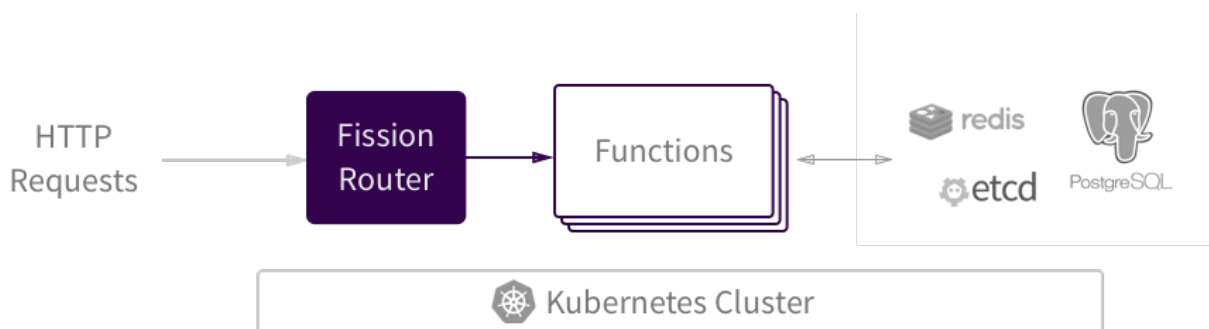 HTTP
Requests
Fission
Router
Functions
redis
etcd
PostgreSQL
Kubernetes Cluster